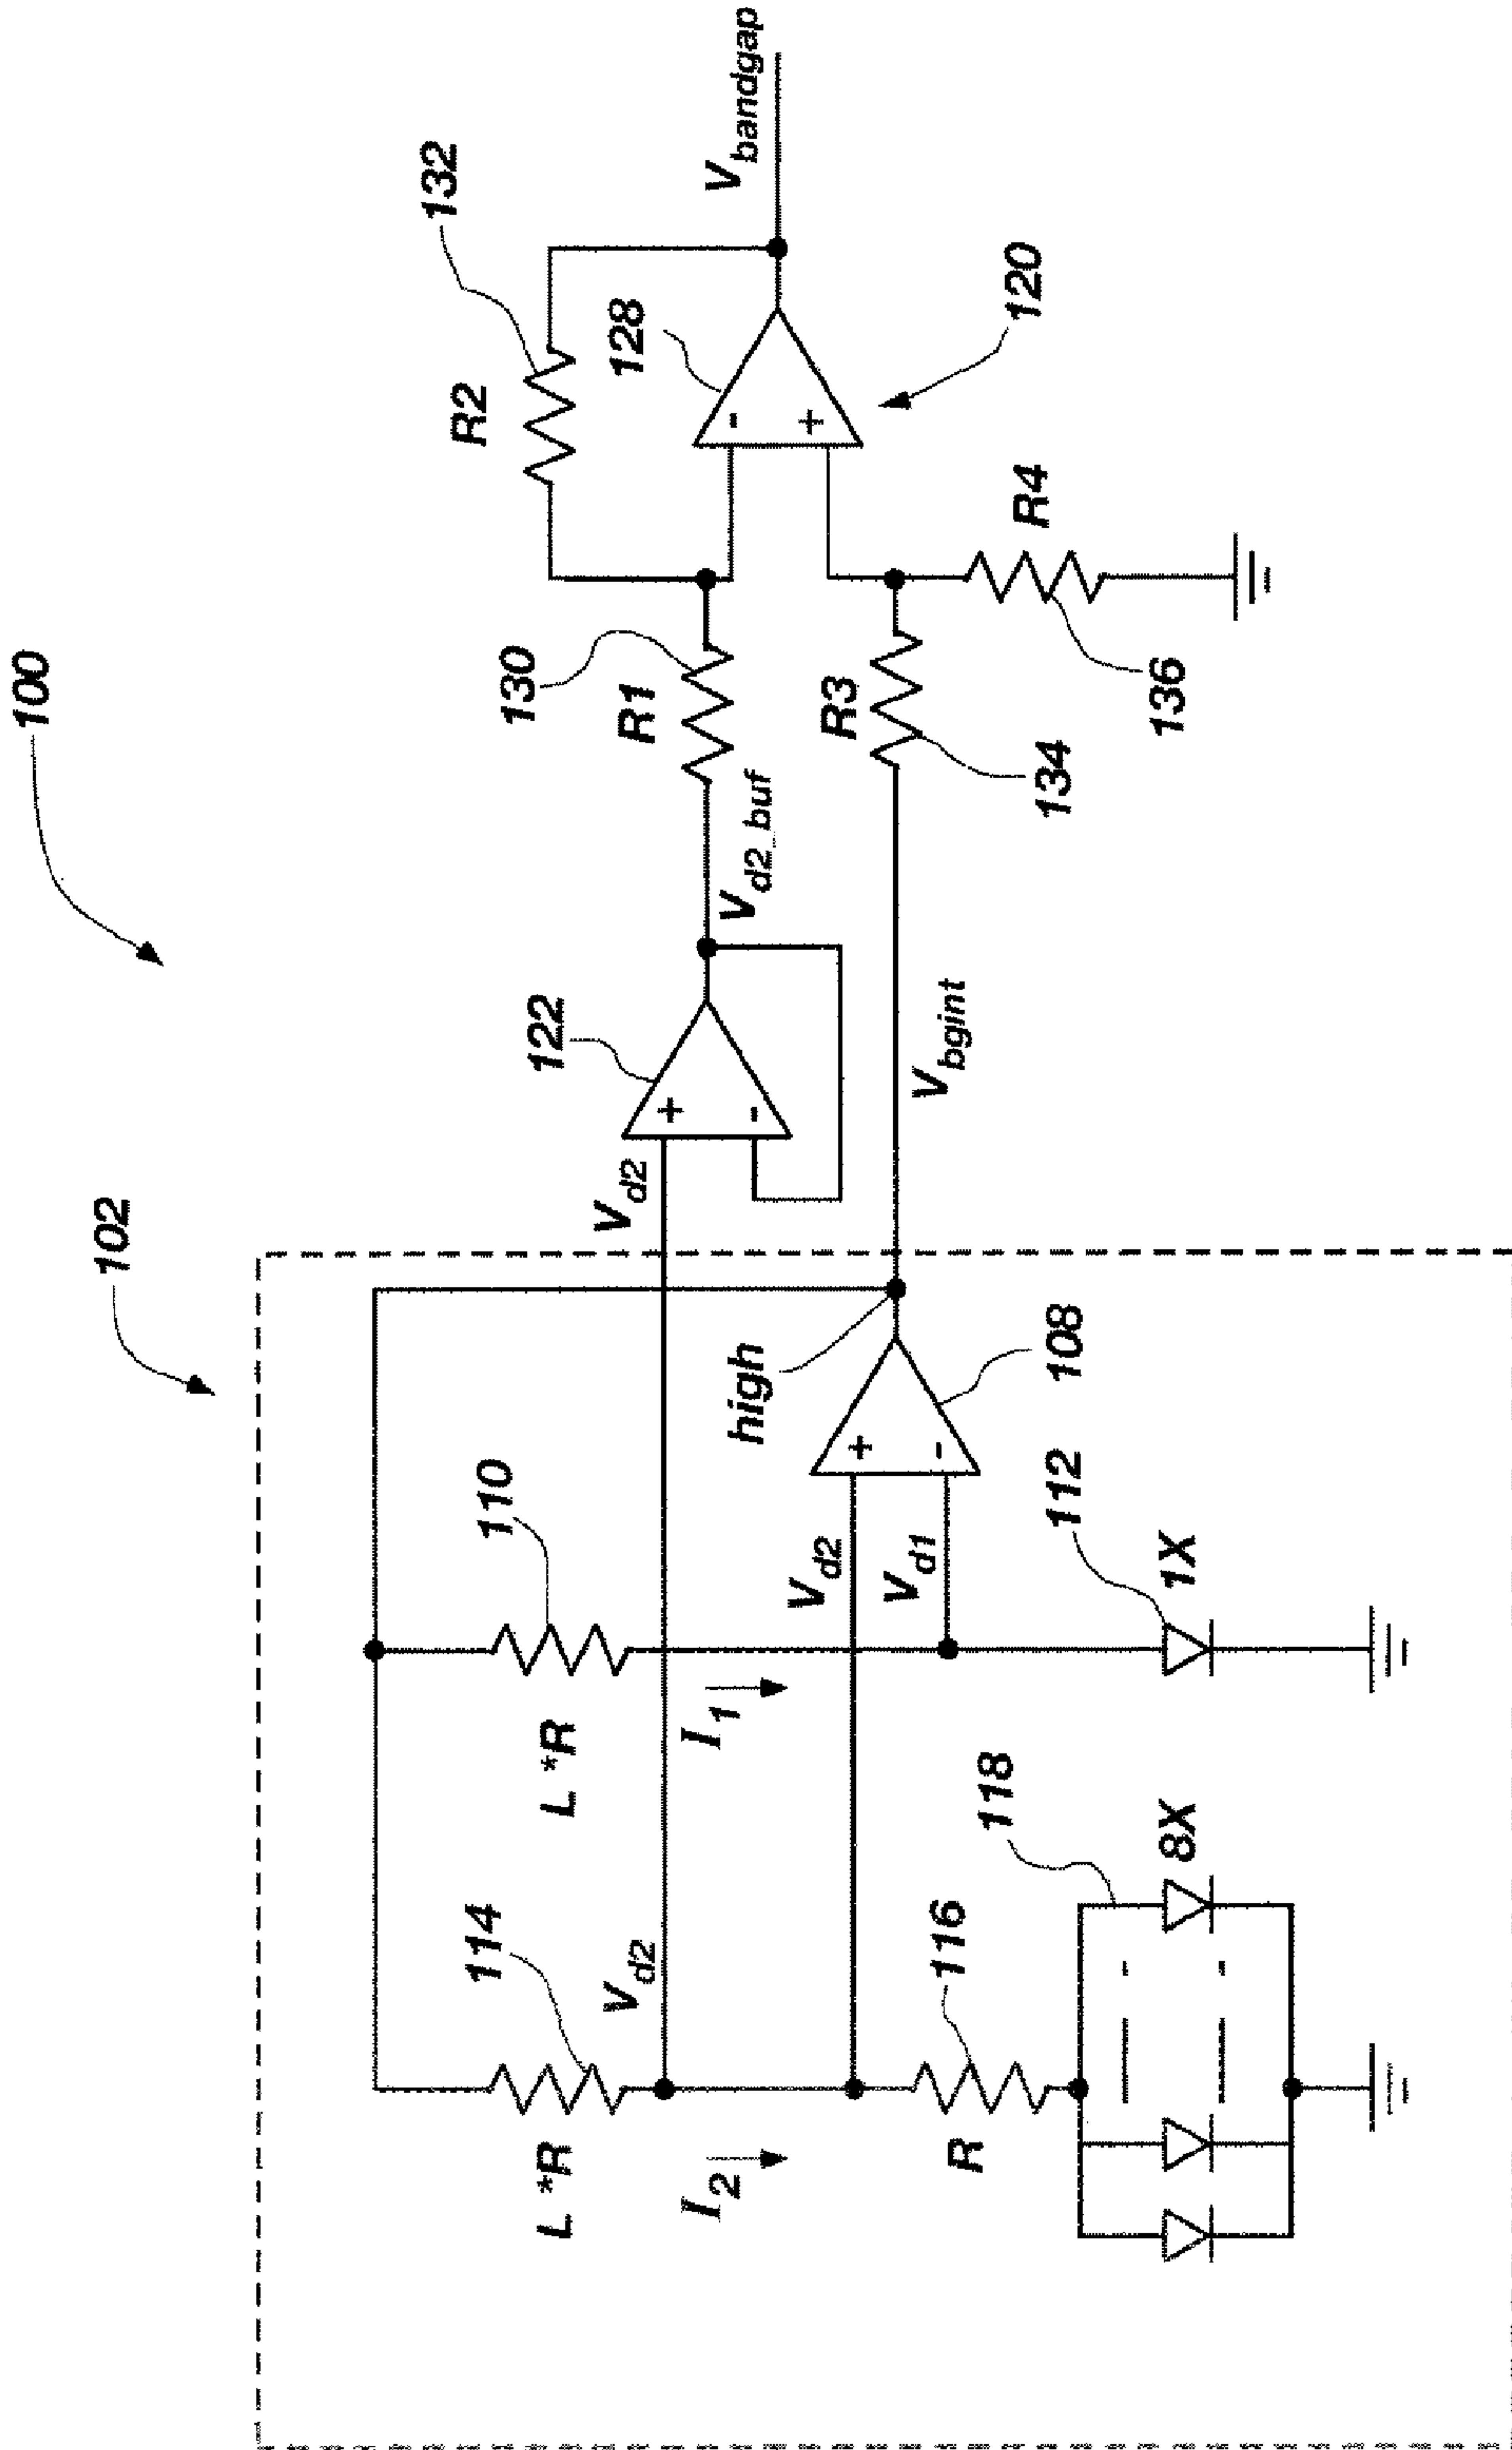 100
102
132
R2
128
V_bandgap
120
130
R1
R4
136
122
V_d2_buf
R3
134
V_d2
+
-
-
+
V_bgint
110
high
L *R
114
V_d2
I_1
V_d2
V_d1
+
-
108
112
1X
L *R
I_2
R
116
118
8X